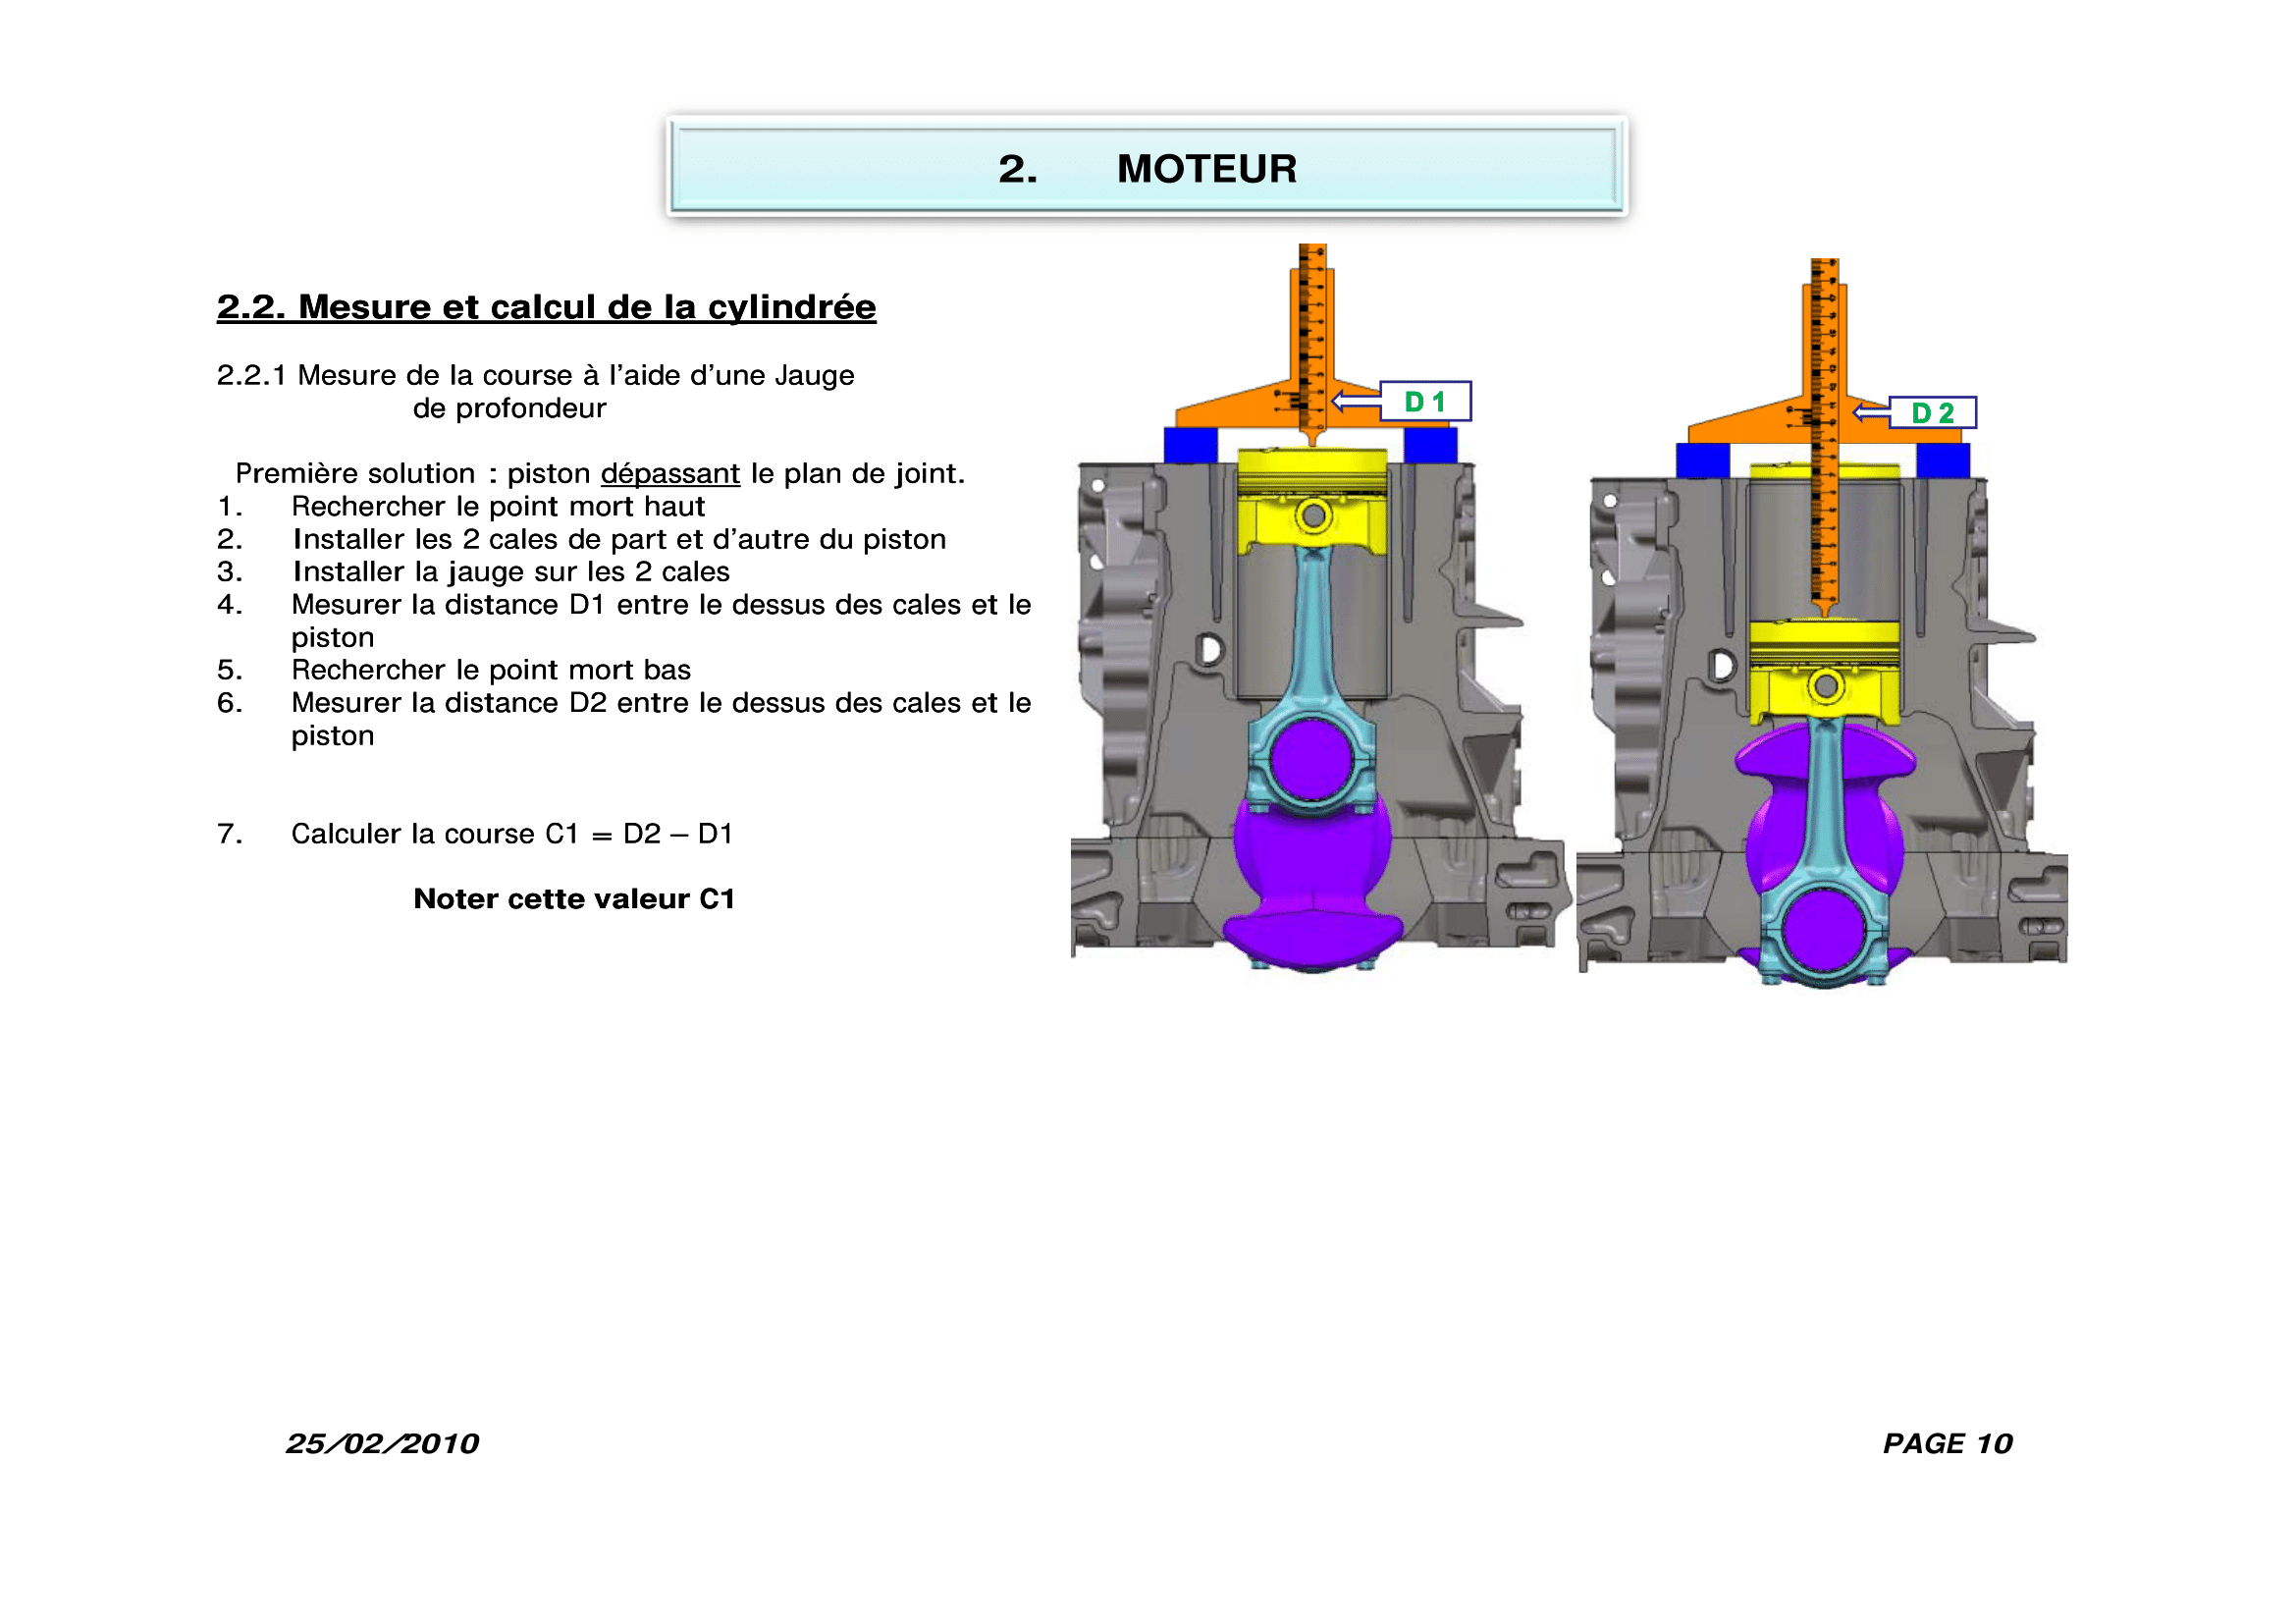 2. MOTEUR
2.2. Mesure et calcul de la cylindrée
2.2.1 Mesure de la course à l'aide d'une Jauge
de profondeur
Première solution : piston dépassant le plan de joint.
1. Rechercher le point mort haut
2. Installer les 2 cales de part et d'autre du piston
3. Installer la jauge sur les 2 cales
4. Mesurer la distance D1 entre le dessus des cales et le
piston
5. Rechercher le point mort bas
6. Mesurer la distance D2 entre le dessus des cales et le
piston
7. Calculer la course C1 = D2 – D1
Noter cette valeur C1
D 1
D 2
25/02/2010
PAGE 10